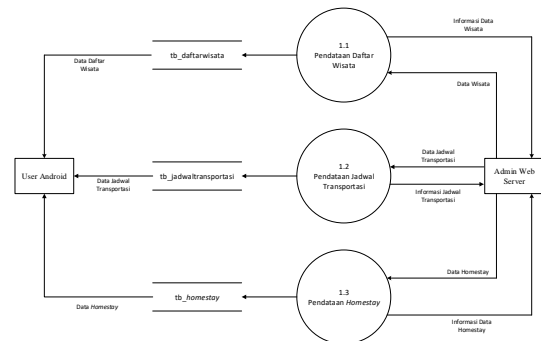 Informasi Data
Wisata
1.1
Pendataan Daftar
Wisata
tb_daftarwisata
Data Daftar
Wisata
Data Wisata
User Android
Data Jadwal
Transportasi
tb_jadwaltransportasi
1.2
Pendataan Jadwal
Transportasi
Data Jadwal
Transportasi
Informasi Jadwal
Transportasi
Admin Web
Server
Data Homestay
1.3
Pendataan Homestay
tb_homestay
Data Homestay
Informasi Data
Homestay